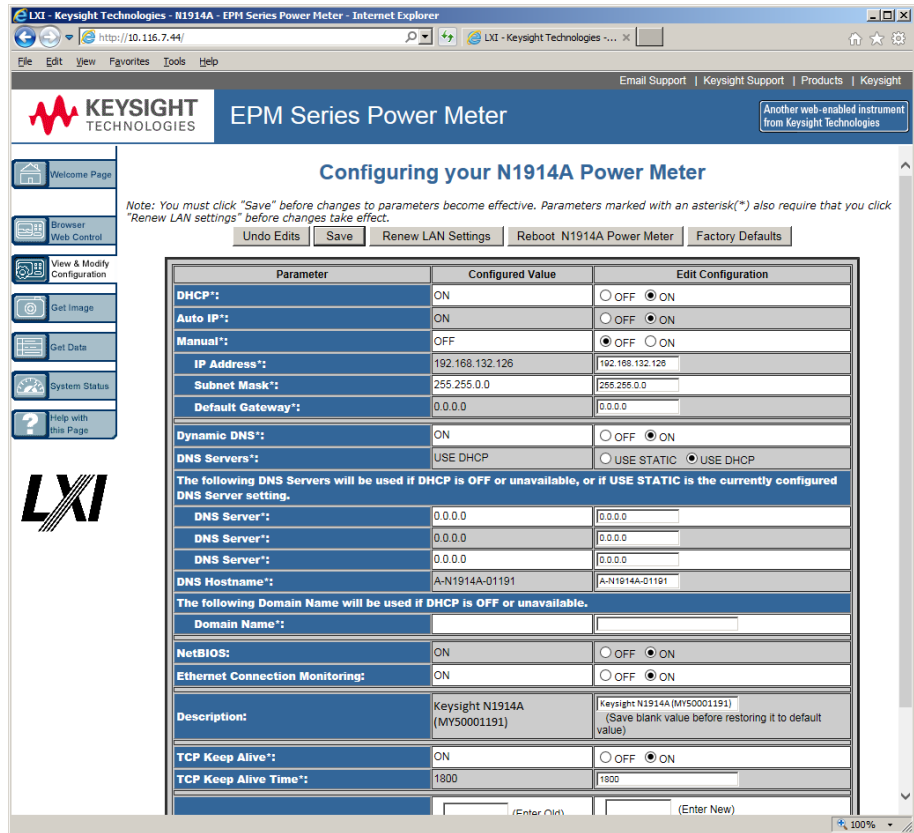 LXI - Keysight Technologies - N1914A - EPM Series Power Meter - Internet Explorer
http://10.116.7.44/
LXI - Keysight Technologies -...
File Edit View Favorites Tools Help
Email Support | Keysight Support | Products | Keysight
KEYSIGHT
TECHNOLOGIES
EPM Series Power Meter
Another web-enabled instrument
from Keysight Technologies
Welcome Page
Browser
Web Control
View & Modify
Configuration
Get Image
Get Data
System Status
Help with
this Page
LXI
Configuring your N1914A Power Meter
Note: You must click "Save" before changes to parameters become effective. Parameters marked with an asterisk(*) also require that you click
"Renew LAN settings" before changes take effect.
Undo Edits Save Renew LAN Settings Reboot N1914A Power Meter Factory Defaults
Parameter Configured Value Edit Configuration
DHCP*: ON OFF ON
Auto IP*: ON OFF ON
Manual*: OFF OFF ON
IP Address*: 192.168.132.126 192.168.132.126
Subnet Mask*: 255.255.0.0 255.255.0.0
Default Gateway*: 0.0.0.0 0.0.0.0
Dynamic DNS*: ON OFF ON
DNS Servers*: USE DHCP USE STATIC USE DHCP
The following DNS Servers will be used if DHCP is OFF or unavailable, or if USE STATIC is the currently configured
DNS Server setting.
DNS Server*: 0.0.0.0 0.0.0.0
DNS Server*: 0.0.0.0 0.0.0.0
DNS Server*: 0.0.0.0 0.0.0.0
DNS Hostname*: A-N1914A-01191 A-N1914A-01191
The following Domain Name will be used if DHCP is OFF or unavailable.
Domain Name*:
NetBIOS: ON OFF ON
Ethernet Connection Monitoring: ON OFF ON
Description: Keysight N1914A (MY50001191) Keysight N1914A(MY50001191)
(Save blank value before restoring it to default
value)
TCP Keep Alive*: ON OFF ON
TCP Keep Alive Time*: 1800 1800
(Enter Old) (Enter New)
100%